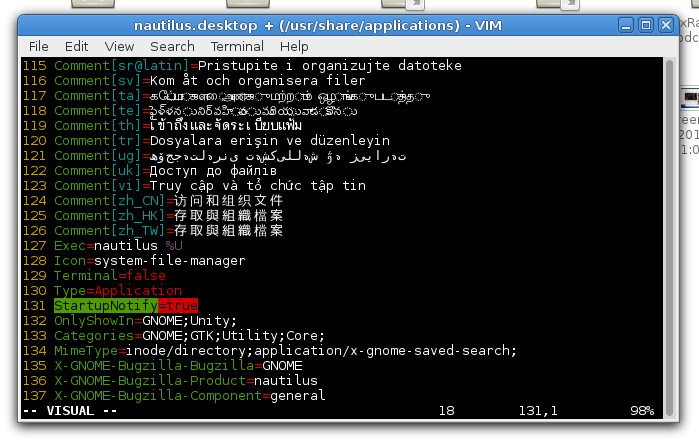 nautilus.desktop + (/usr/share/applications) - VIM
File Edit View Search Terminal Help
115 Comment[sr@latin]=Pristupite i organizujte datoteke
116 Comment[sv]=Kom åt och organisera filer
117 Comment[ta]=
118 Comment[te]=
119 Comment[th]=เข้าถึงและจัดระเบียบแฟ้ม
120 Comment[tr]=Dosyalara erişin ve düzenleyin
121 Comment[ug]=
122 Comment[uk]=Доступ до файлів
123 Comment[vi]=Truy cập và tổ chức tập tin
124 Comment[zh_CN]=访问和组织文件
125 Comment[zh_HK]=存取與組織檔案
126 Comment[zh_TW]=存取與組織檔案
127 Exec=nautilus %U
128 Icon=system-file-manager
129 Terminal=false
130 Type=Application
131 StartupNotify=true
132 OnlyShowIn=GNOME;Unity;
133 Categories=GNOME;GTK;Utility;Core;
134 MimeType=inode/directory;application/x-gnome-saved-search;
135 X-GNOME-Bugzilla-Bugzilla=GNOME
136 X-GNOME-Bugzilla-Product=nautilus
137 X-GNOME-Bugzilla-Component=general
-- VISUAL -- 18 131,1 98%